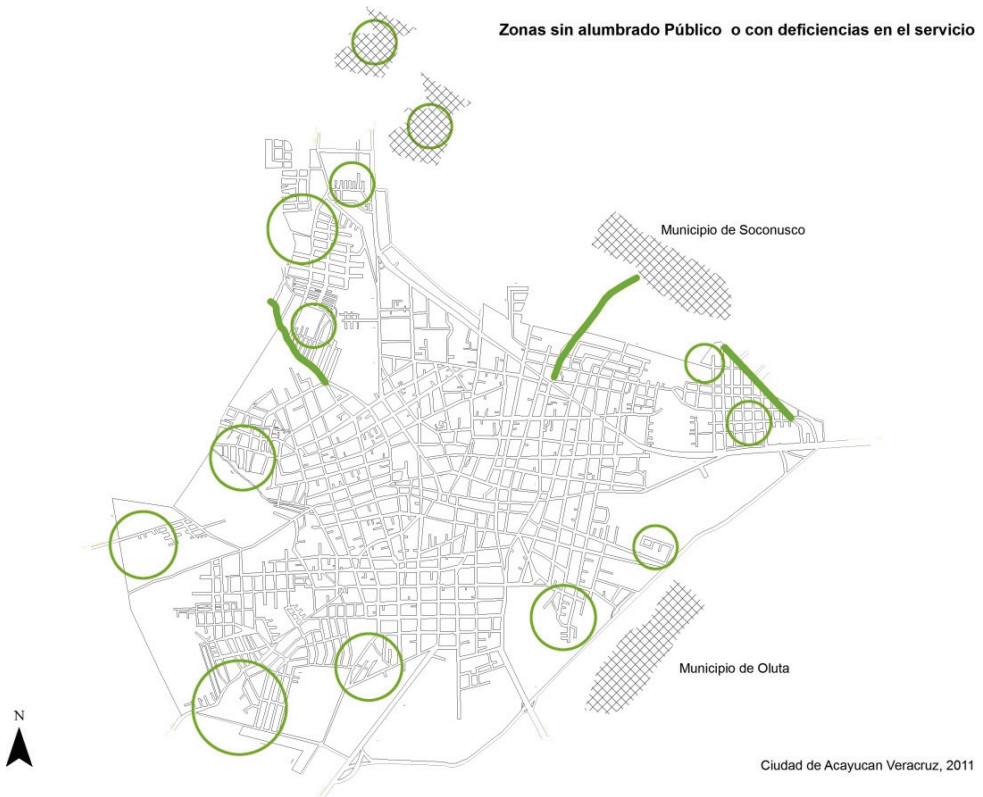 Zonas sin alumbrado Público o con deficiencias en el servicio
Municipio de Soconusco
Municipio de Oluta
N
Ciudad de Acayucan Veracruz, 2011